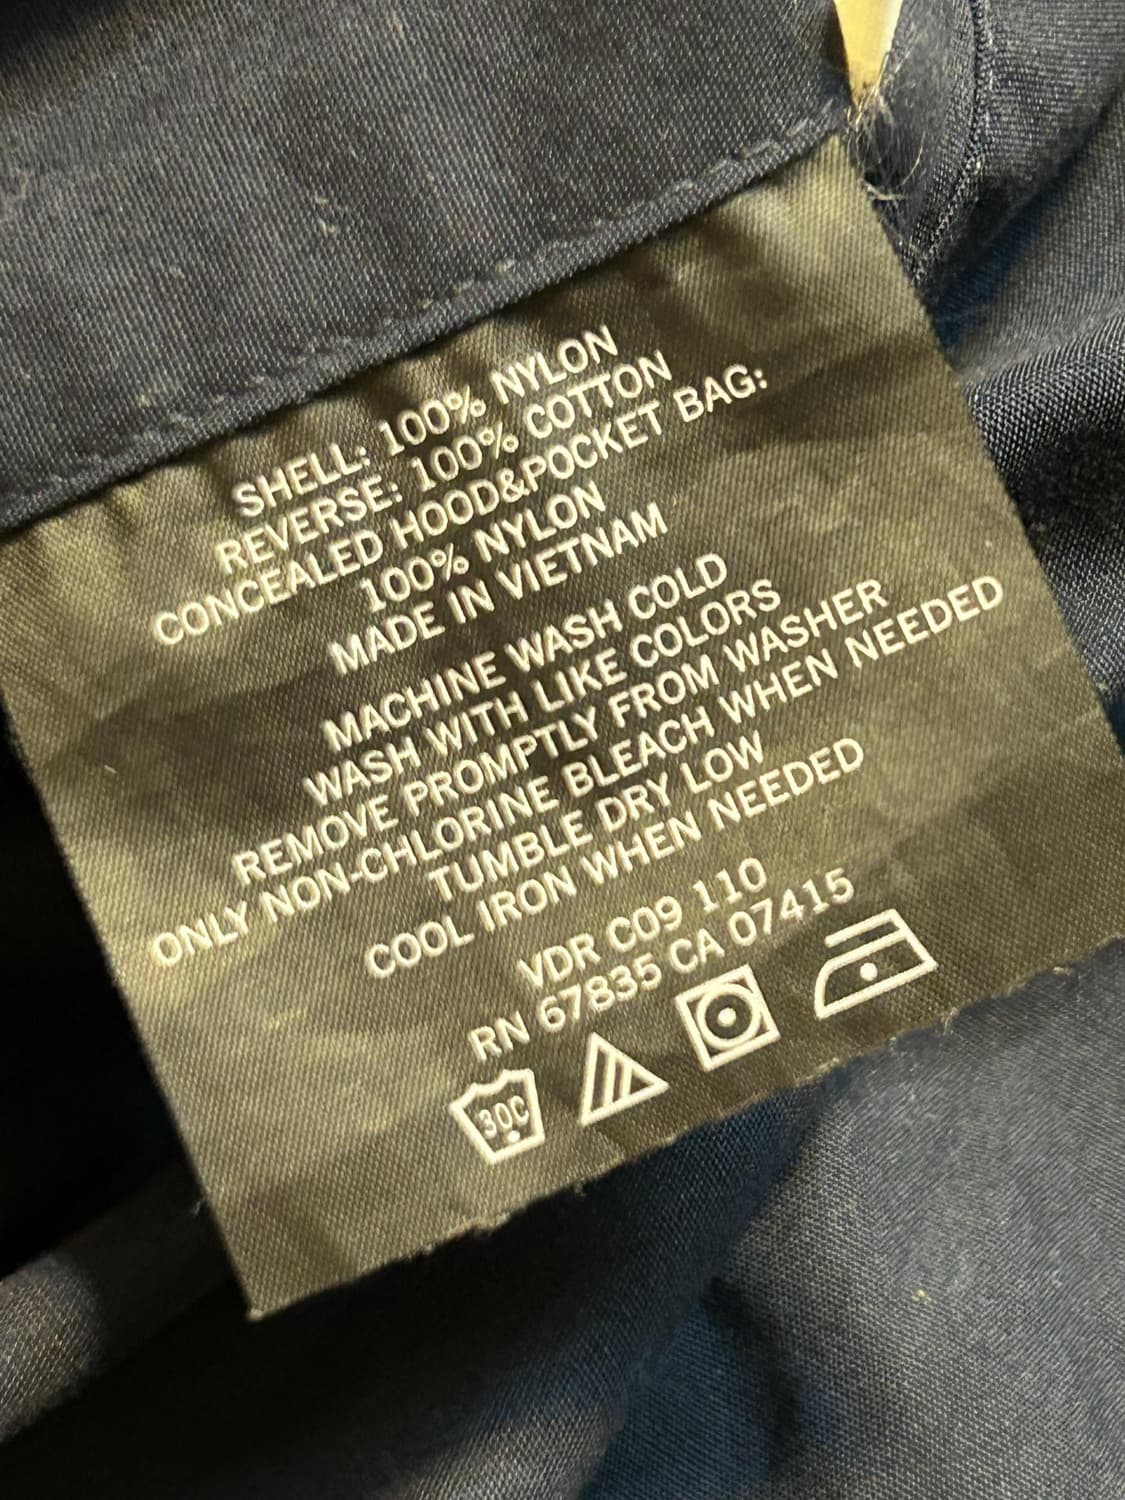 SHELL: 100% NYLON
REVERSE: 100% COTTON
CONCEALED HOOD&POCKET BAG:
100% NYLON
MADE IN VIETNAM
MACHINE WASH COLD
WASH WITH LIKE COLORS
REMOVE PROMPTLY FROM WASHER
ONLY NON-CHLORINE BLEACH WHEN NEEDED
TUMBLE DRY LOW
COOL IRON WHEN NEEDED
VDR C09 110
RN 67835 CA 07415
30C